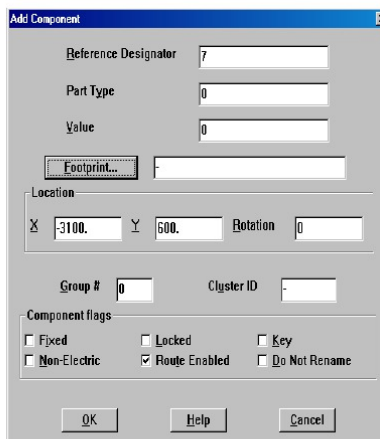 Add Component
Reference Designator 7
Part Type 0
Value 0
Footprint... -
Location
X -3100. Y 600. Rotation 0
Group # 0 Cluster ID -
Component flags
Fixed Locked Key
Non-Electric Route Enabled Do Not Rename
OK Help Cancel